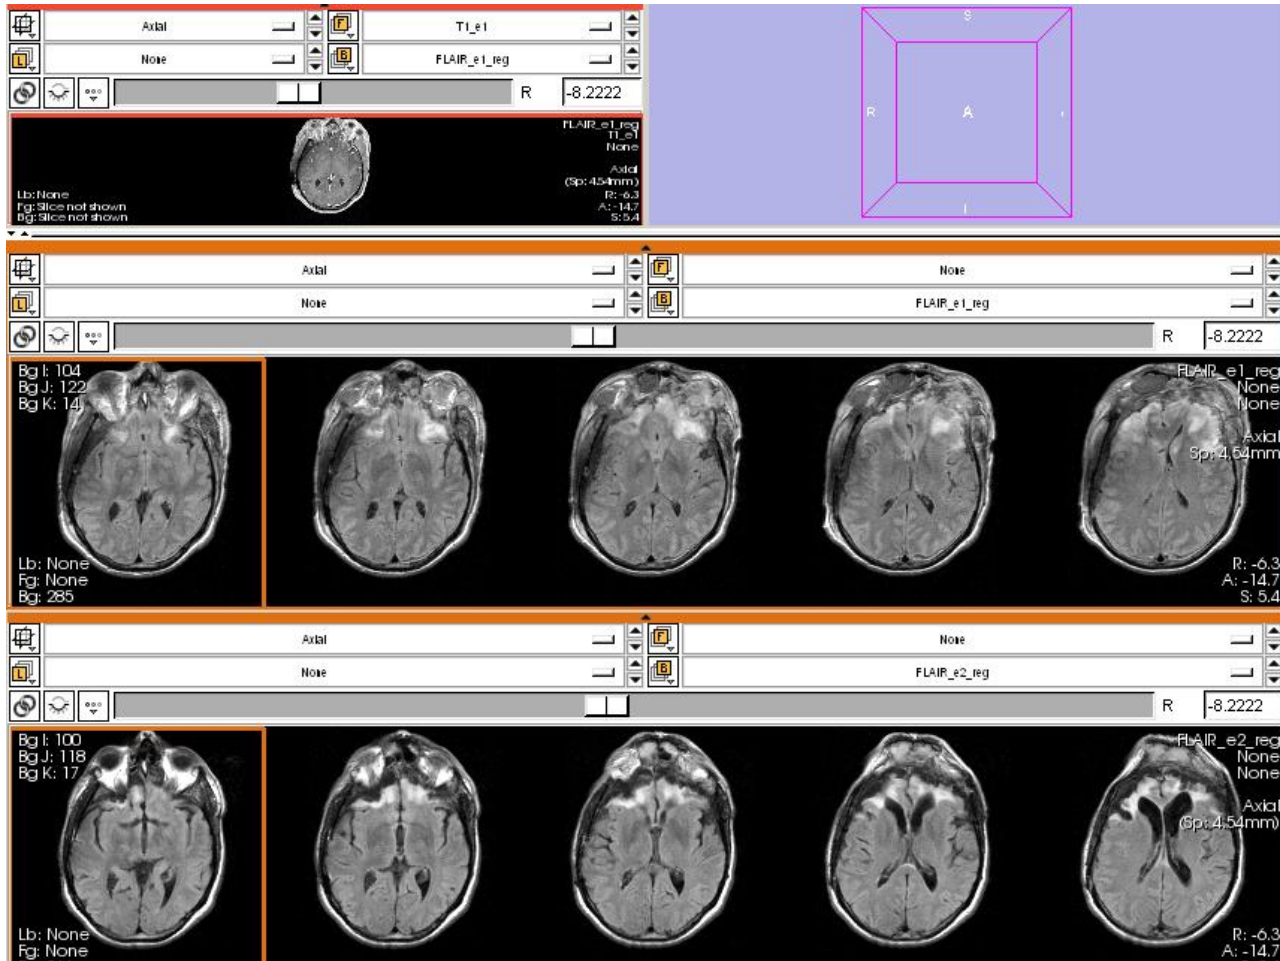 Axial F T1_e1
L None B FLAIR_e1_reg
R -8.2222
FLAIR_e1_reg
T1_e1
None
Axial
(Sp: 4.54mm)
Lb: None R: -6.3
Fg: Slice not shown A: -14.7
Bg: Slice not shown S: 5.4
S
R A
I
Axial F None
L None B FLAIR_e1_reg
R -8.2222
Bg I: 104 FLAIR_e1_reg
Bg J: 122 None
Bg K: 14 None
Axial
Sp: 4.54mm
Lb: None R: -6.3
Fg: None A: -14.7
Bg: 285 S: 5.4
Axial F None
L None B FLAIR_e2_reg
R -8.2222
Bg I: 100 FLAIR_e2_reg
Bg J: 118 None
Bg K: 17 None
Axial
(Sp: 4.54mm)
Lb: None R: -6.3
Fg: None A: -14.7